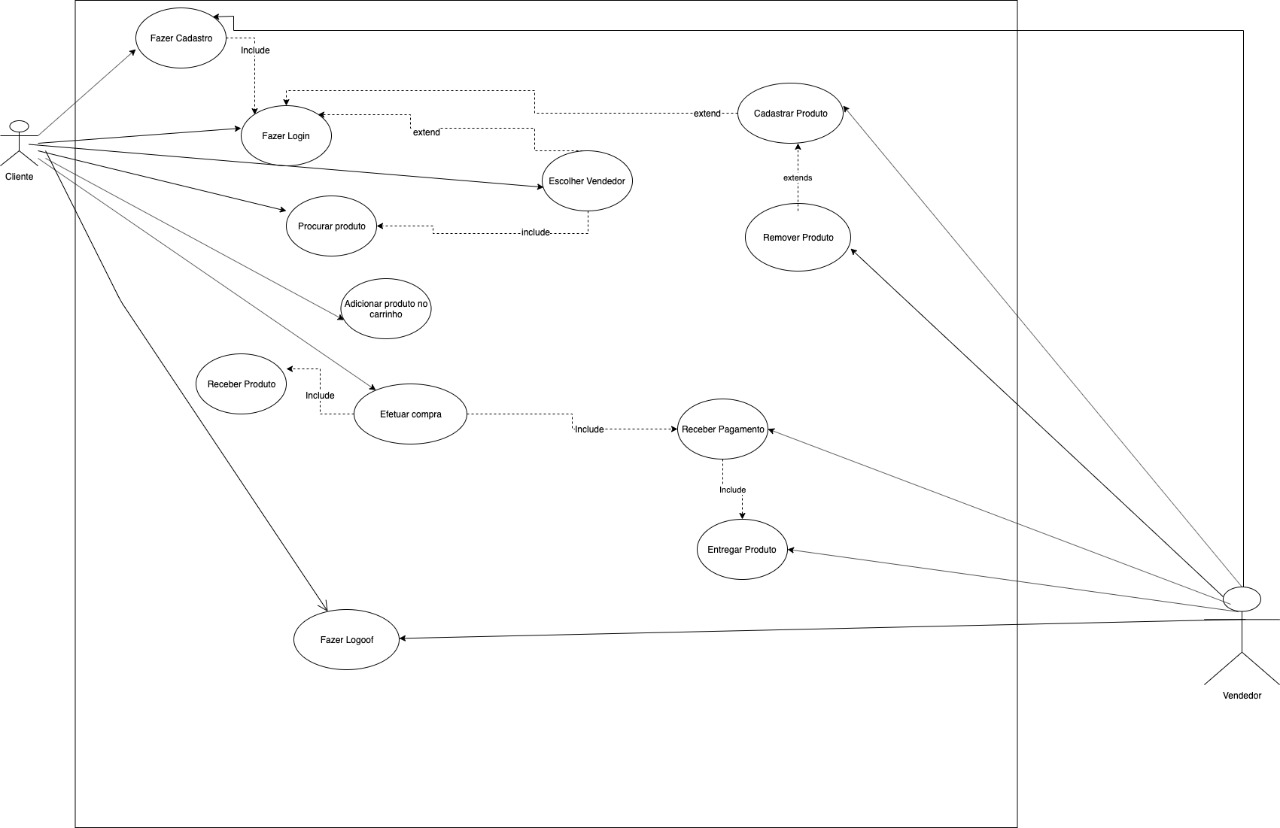 Fazer Cadastro
Include
Fazer Login
extend
Cadastrar Produto
extend
Cliente
Escolher Vendedor
extends
Procurar produto
include
Remover Produto
Adicionar produto no
carrinho
Receber Produto
Include
Efetuar compra
Include
Receber Pagamento
Include
Entregar Produto
Fazer Logoof
Vendedor